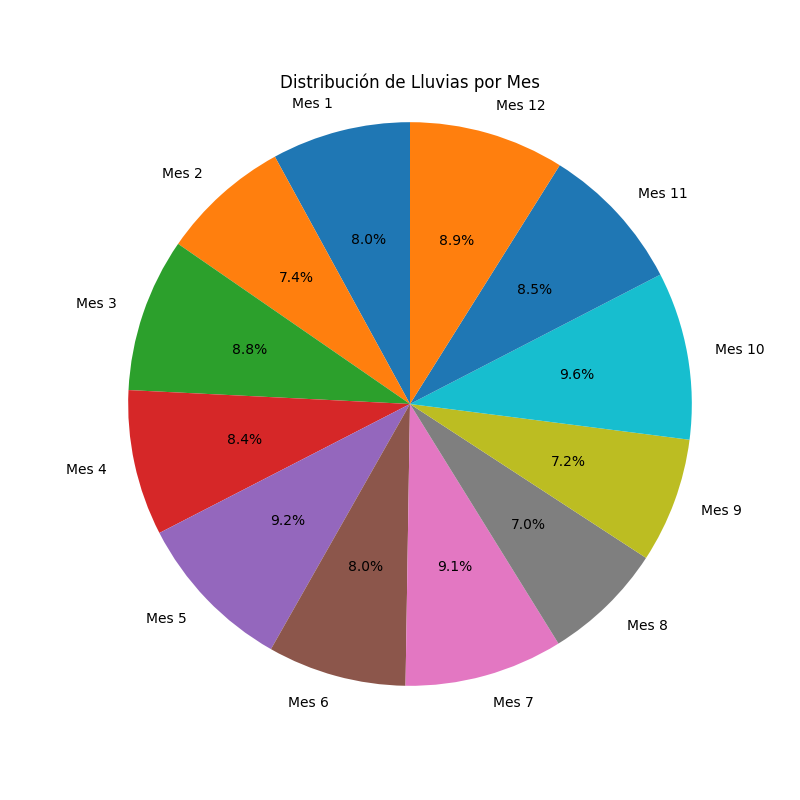 Distribución de Lluvias por Mes
Mes 1
8.0%
Mes 2
7.4%
Mes 3
8.8%
Mes 4
8.4%
Mes 5
9.2%
Mes 6
8.0%
Mes 7
9.1%
Mes 8
7.0%
Mes 9
7.2%
Mes 10
9.6%
Mes 11
8.5%
Mes 12
8.9%